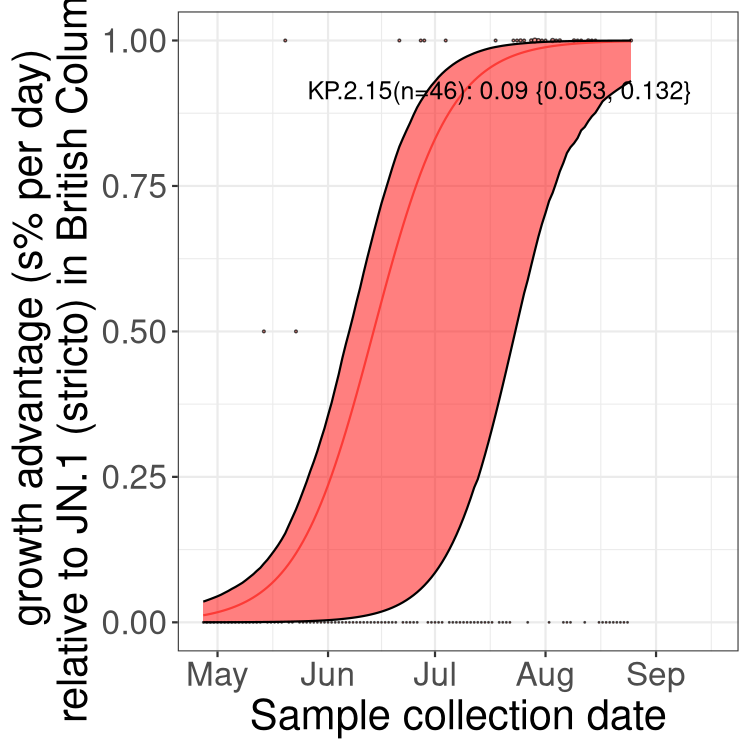 growth advantage (s% per day)
relative to JN.1 (stricto) in British Colum
1.00
0.75
0.50
0.25
0.00
KP.2.15(n=46): 0.09 {0.053, 0.132}
May Jun Jul Aug Sep
Sample collection date